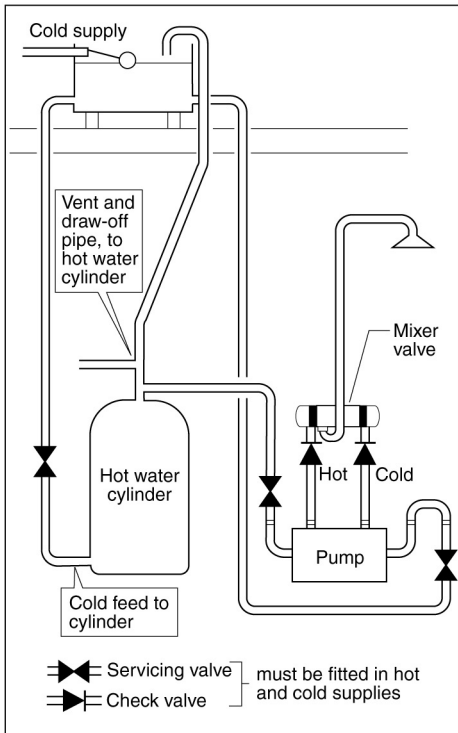 Cold supply
Vent and
draw-off
pipe, to
hot water
cylinder
Mixer
valve
Hot water
cylinder
Hot
Cold
Pump
Cold feed to
cylinder
Servicing valve
Check valve
must be fitted in hot
and cold supplies